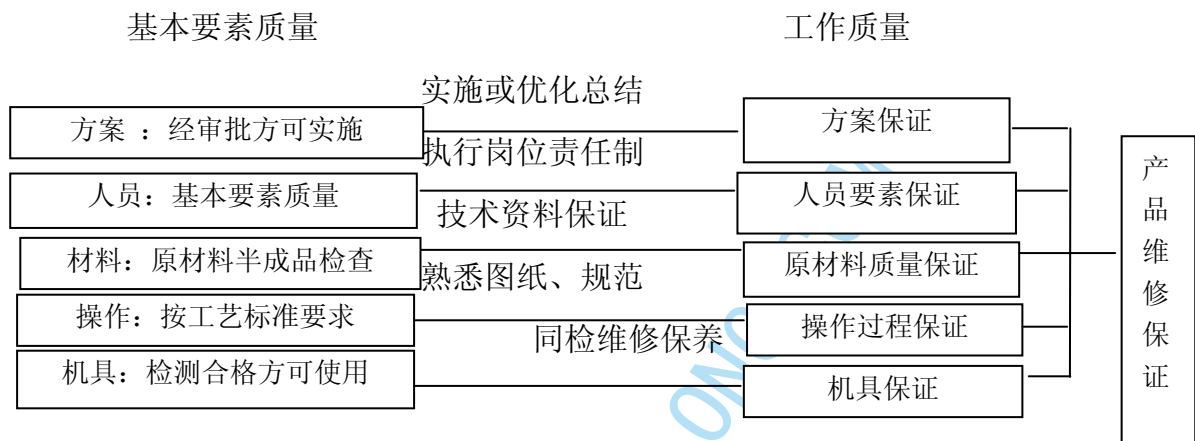 基本要素质量
工作质量
实施或优化总结
方案 ：经审批方可实施
方案保证
执行岗位责任制
人员：基本要素质量
人员要素保证
技术资料保证
材料：原材料半成品检查
原材料质量保证
熟悉图纸、规范
操作：按工艺标准要求
操作过程保证
同检维修保养
机具：检测合格方可使用
机具保证
产品维修保证